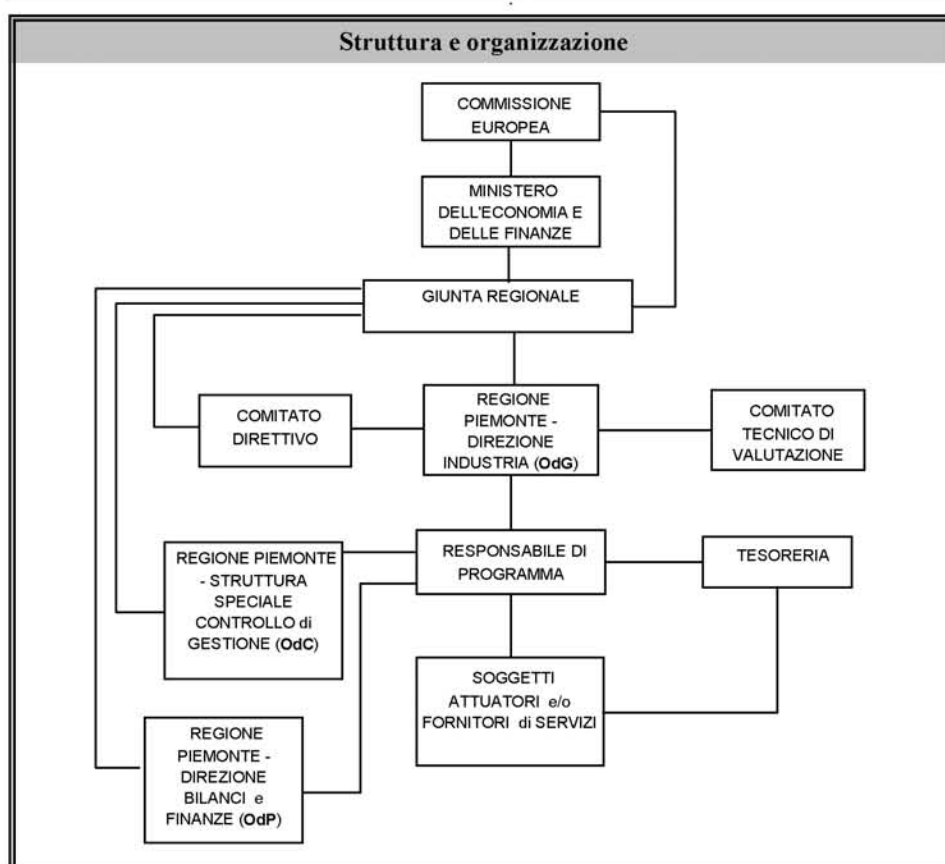 Struttura e organizzazione
COMMISSIONE
EUROPEA
MINISTERO
DELL'ECONOMIA E
DELLE FINANZE
GIUNTA REGIONALE
COMITATO
DIRETTIVO
REGIONE
PIEMONTE -
DIREZIONE
INDUSTRIA (OdG)
COMITATO
TECNICO DI
VALUTAZIONE
REGIONE PIEMONTE
- STRUTTURA
SPECIALE
CONTROLLO di
GESTIONE (OdC)
RESPONSABILE DI
PROGRAMMA
TESORERIA
SOGGETTI
ATTUATORI e/o
FORNITORI di SERVIZI
REGIONE
PIEMONTE -
DIREZIONE
BILANCI e
FINANZE (OdP)